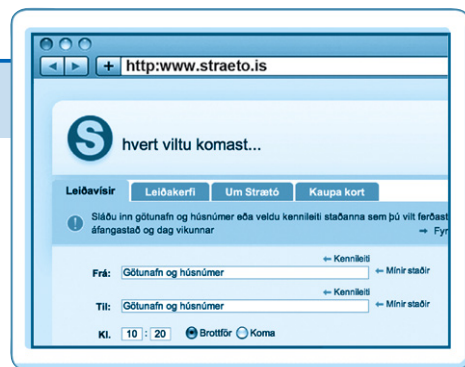 http:www.straeto.is
S hvert viltu komast...
Leiðavísir Leiðakerfi Um Strætó Kaupa kort
! Sláðu inn götunafn og húsnúmer eða veldu kennileiti staðanna sem þú vilt ferðast
áfangastað og dag vikunnar → Fyr
← Kennileiti
Frá: Götunafn og húsnúmer ← Mínir staðir
← Kennileiti
Til: Götunafn og húsnúmer ← Mínir staðir
Kl. 10 : 20 Brottför Koma